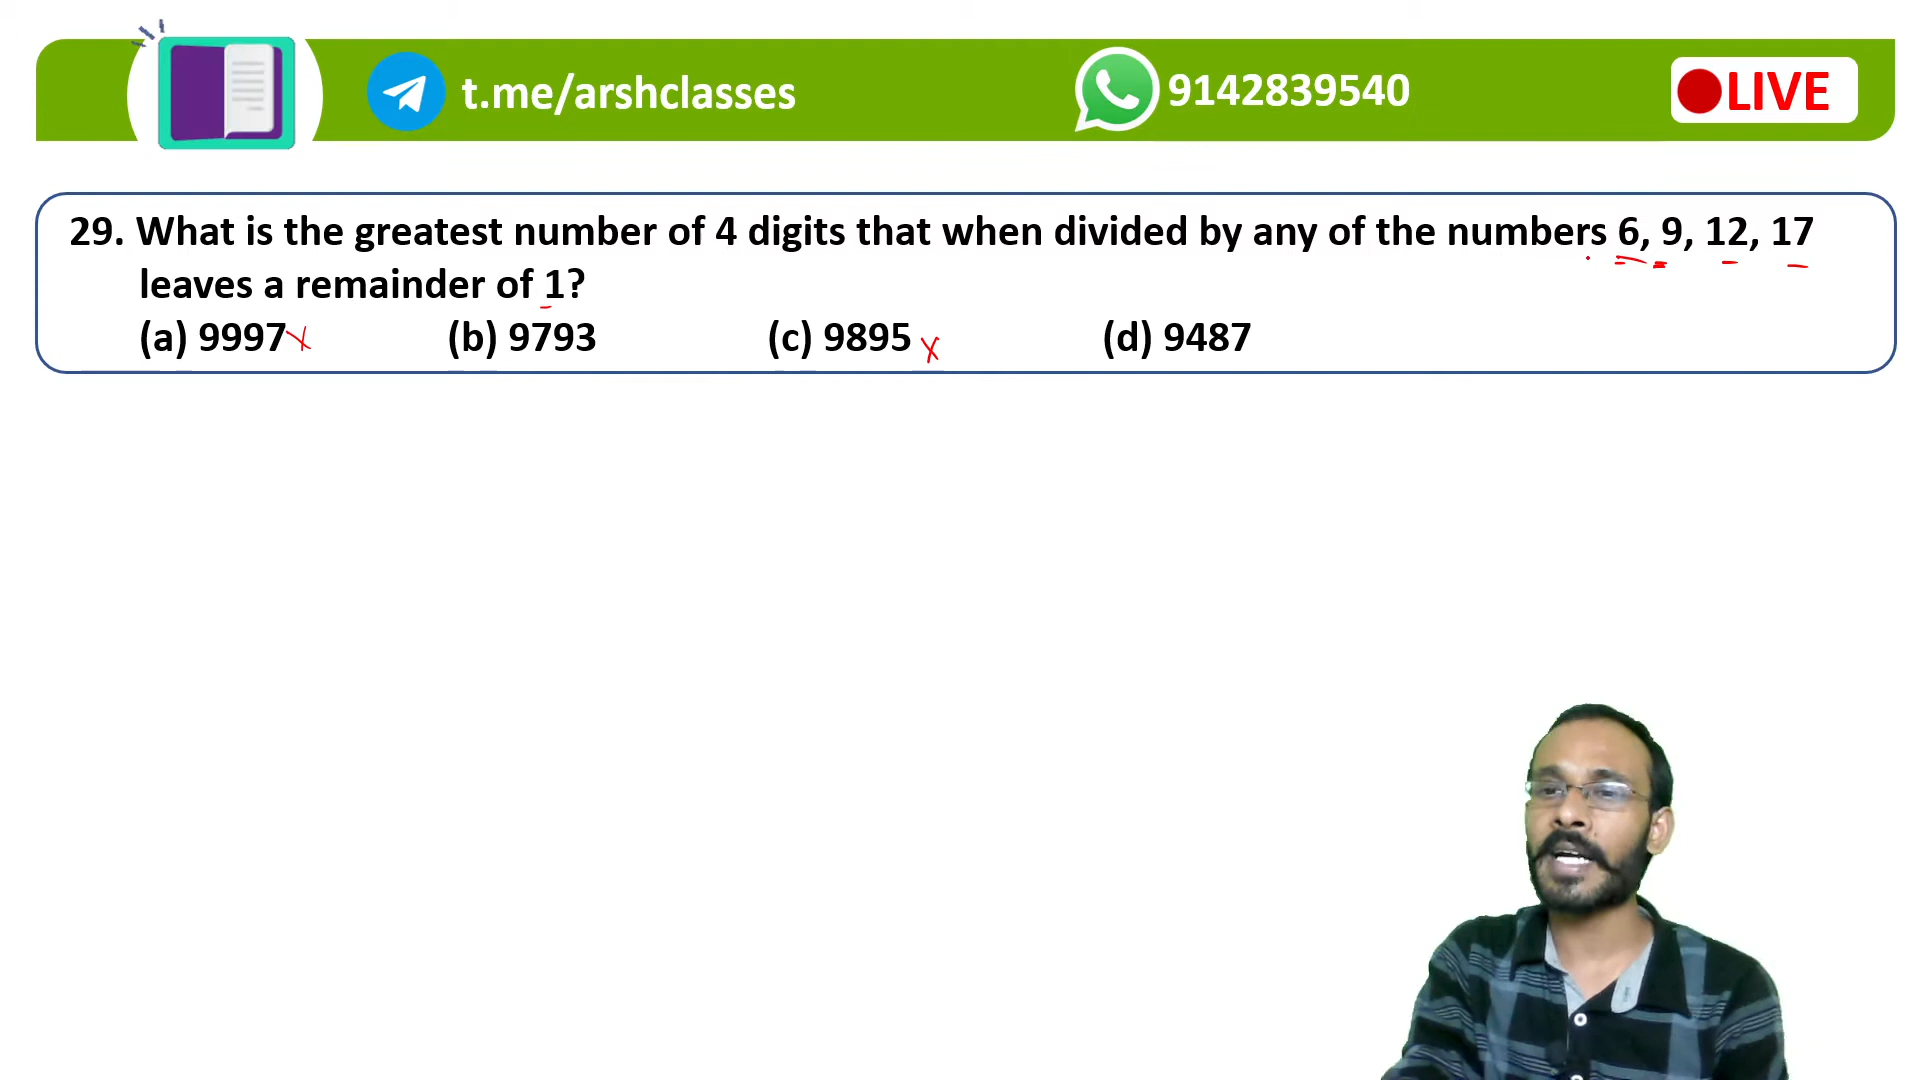 t.me/arshclasses
9142839540
LIVE
29. What is the greatest number of 4 digits that when divided by any of the numbers 6, 9, 12, 17
leaves a remainder of 1?
(a) 9997 x (b) 9793 (c) 9895 x (d) 9487